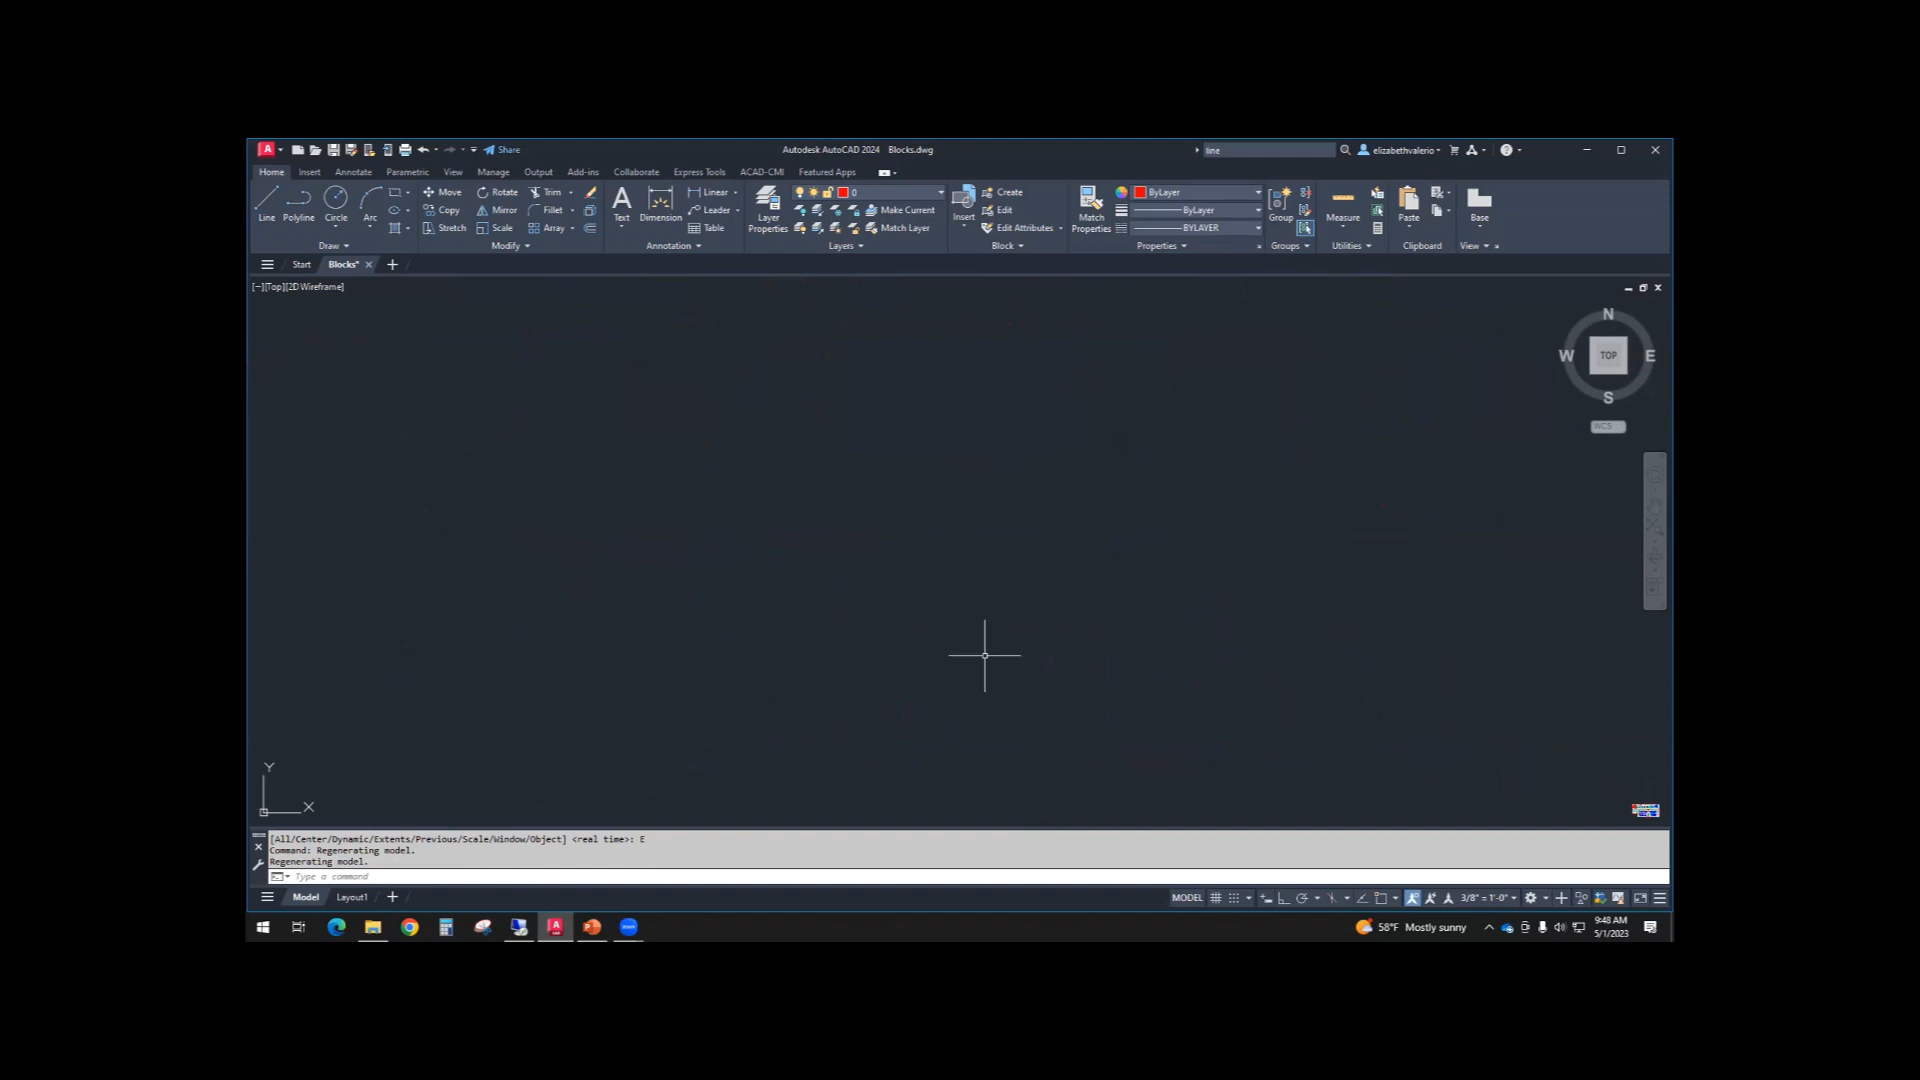 Share
Autodesk AutoCAD 2024 Blocks.dwg
line
elizabethvalerio
Home Insert Annotate Parametric View Manage Output Add-ins Collaborate Express Tools ACAD-CMI Featured Apps
Line
Polyline
Circle
Arc
Draw
Move
Rotate
Trim
Copy
Mirror
Fillet
Stretch
Scale
Array
Modify
Text
Dimension
Linear
Leader
Table
Annotation
Layer
Properties
0
Make Current
Match Layer
Layers
Insert
Create
Edit
Edit Attributes
Block
Match
Properties
ByLayer
ByLayer
BYLAYER
Properties
Group
Groups
Measure
Utilities
Paste
Clipboard
Base
View
Start
Blocks*
[−][Top][2D Wireframe]
N
W
TOP
E
S
WCS
Y
X
[All/Center/Dynamic/Extents/Previous/Scale/Window/Object] <real time>: E
Command: Regenerating model.
Regenerating model.
Type a command
Model
Layout1
MODEL
3/8" = 1'-0"
58°F Mostly sunny
9:48 AM
5/1/2023